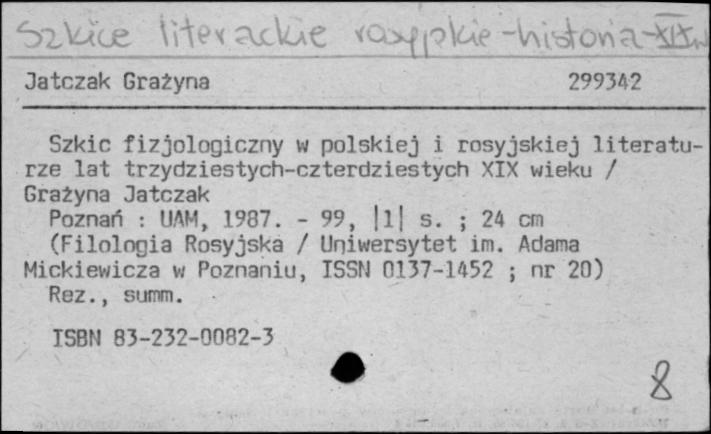 Szkice literackie rosyjskie-historia-XIXw
Jatczak Grażyna 299342
Szkic fizjologiczny w polskiej i rosyjskiej literatu-
rze lat trzydziestych-czterdziestych XIX wieku /
Grażyna Jatczak
Poznań : UAM, 1987. - 99, |1| s. ; 24 cm
(Filologia Rosyjska / Uniwersytet im. Adama
Mickiewicza w Poznaniu, ISSN 0137-1452 ; nr 20)
Rez., summ.
ISBN 83-232-0082-3
8